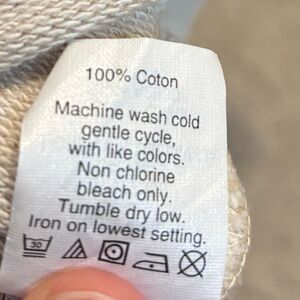 100% Coton
Machine wash cold
gentle cycle,
with like colors.
Non chlorine
bleach only.
Tumble dry low.
Iron on lowest setting.
30